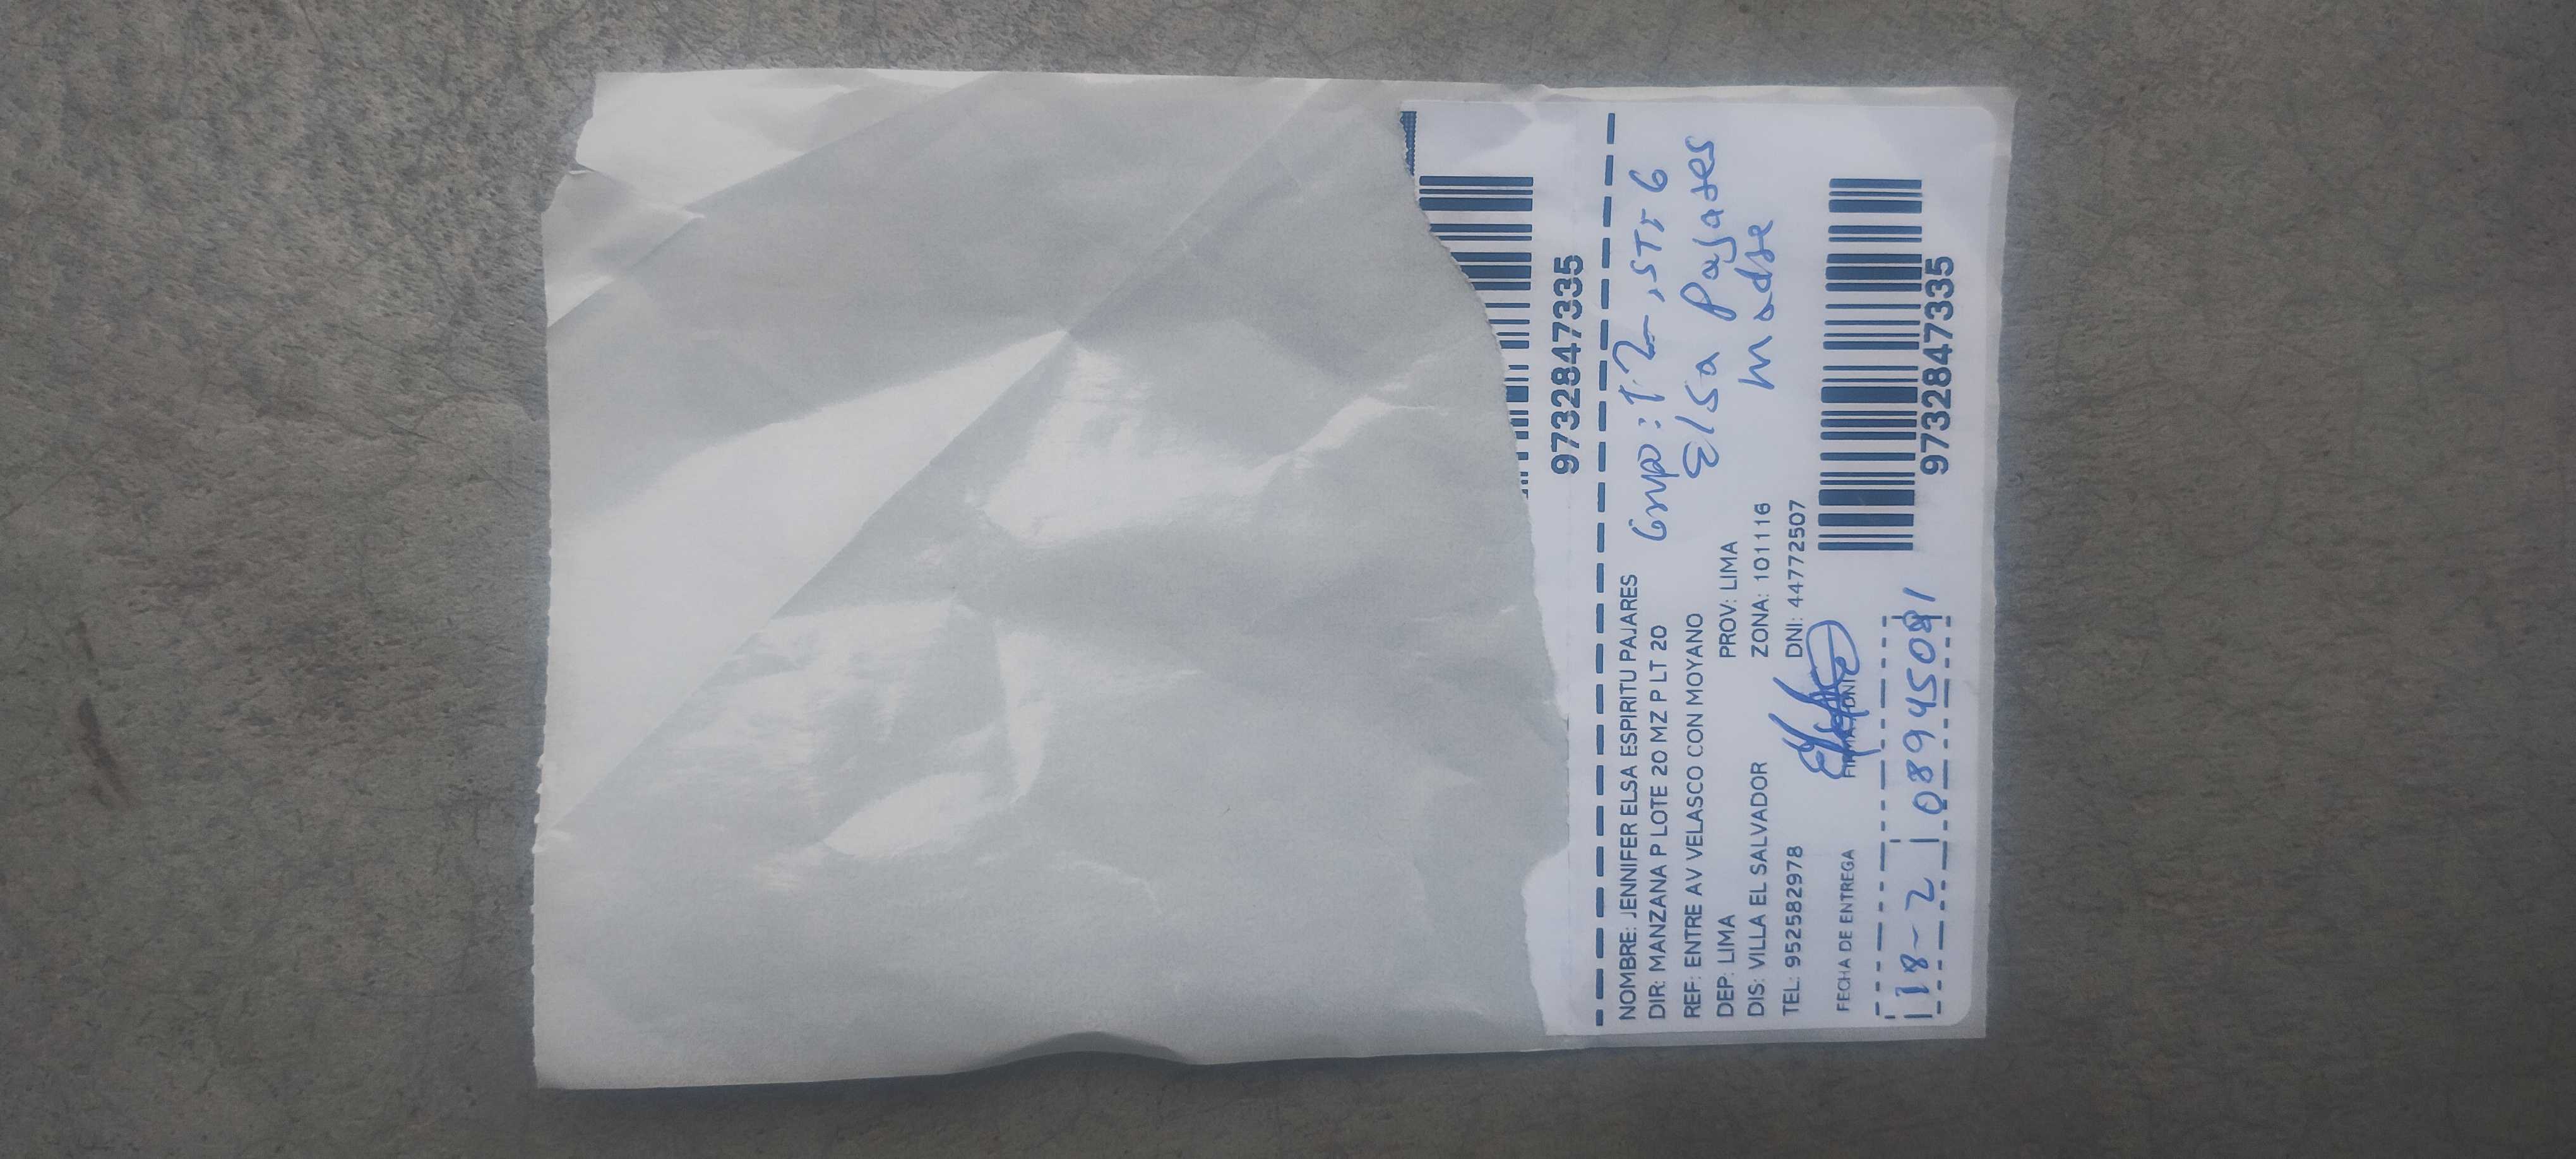 9732847335
NOMBRE: JENNIFER ELSA ESPIRITU PAJARES
DIR: MANZANA P LOTE 20 MZ P LT 20
REF: ENTRE AV VELASCO CON MOYANO
DEP: LIMA PROV: LIMA
DIS: VILLA EL SALVADOR ZONA: 101116
TEL: 952582978 DNI: 44772507
Elsa Pajares
madre
FECHA DE ENTREGA
18-2
9732847335